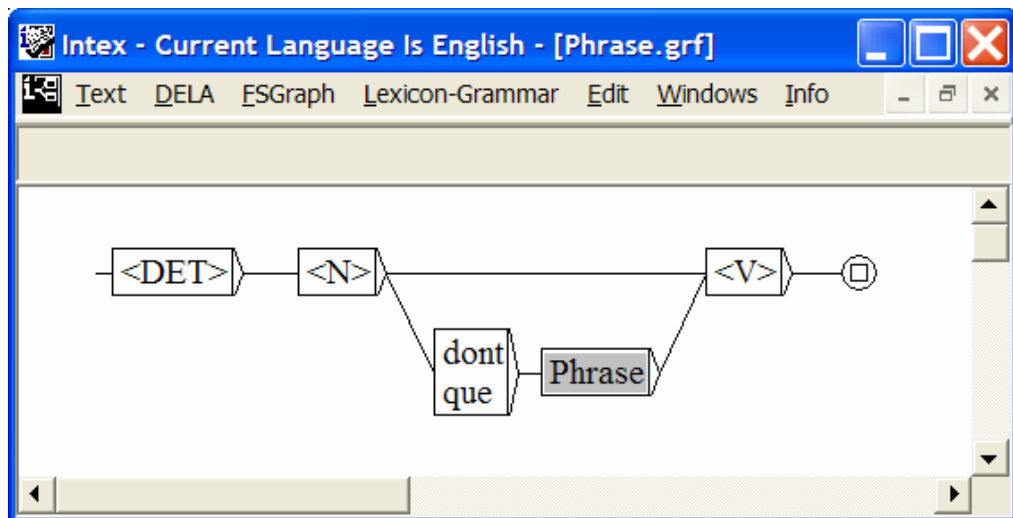 Intex - Current Language Is English - [Phrase.grf]
Text DELA FSGraph Lexicon-Grammar Edit Windows Info
<DET> <N> <V>
dont
que
Phrase